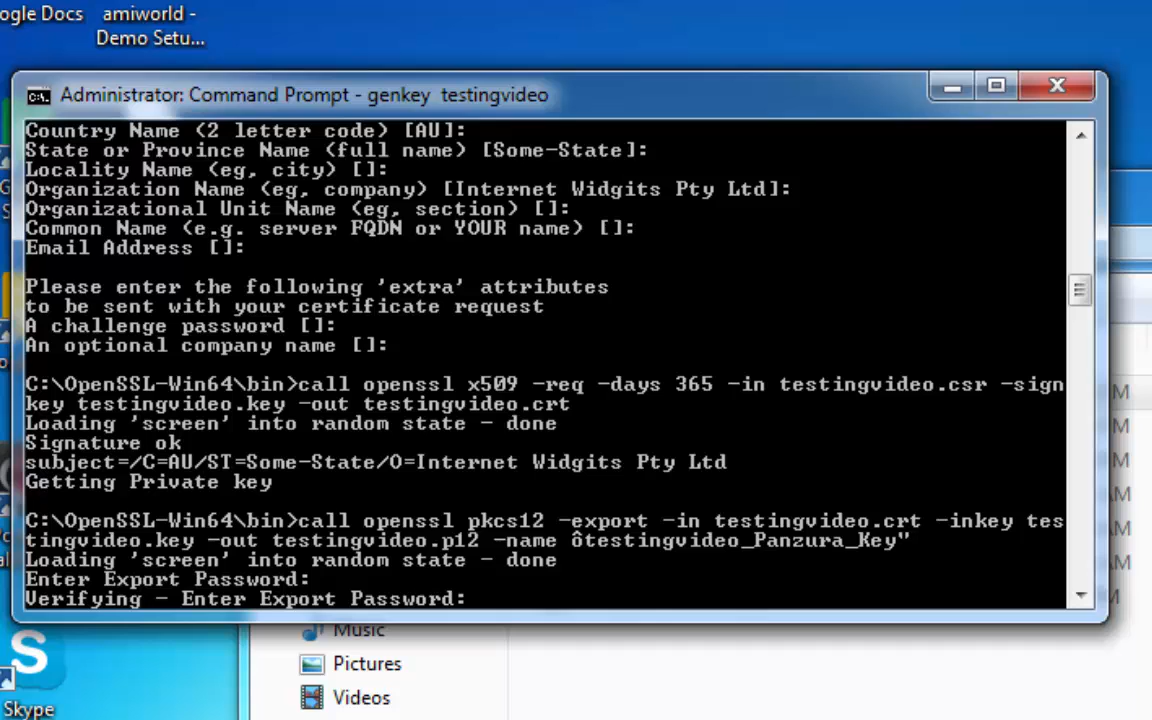 ogle Docs
amiworld -
Demo Setu...
Administrator: Command Prompt - genkey testingvideo
Country Name (2 letter code) [AU]:
State or Province Name (full name) [Some-State]:
Locality Name (eg, city) []:
Organization Name (eg, company) [Internet Widgits Pty Ltd]:
Organizational Unit Name (eg, section) []:
Common Name (e.g. server FQDN or YOUR name) []:
Email Address []:
Please enter the following 'extra' attributes
to be sent with your certificate request
A challenge password []:
An optional company name []:
C:\OpenSSL-Win64\bin>call openssl x509 -req -days 365 -in testingvideo.csr -sign
key testingvideo.key -out testingvideo.crt
Loading 'screen' into random state - done
Signature ok
subject=/C=AU/ST=Some-State/O=Internet Widgits Pty Ltd
Getting Private key
C:\OpenSSL-Win64\bin>call openssl pkcs12 -export -in testingvideo.crt -inkey tes
tingvideo.key -out testingvideo.p12 -name ôtestingvideo_Panzura_Key"
Loading 'screen' into random state - done
Enter Export Password:
Verifying - Enter Export Password:
Music
Pictures
Videos
Skype